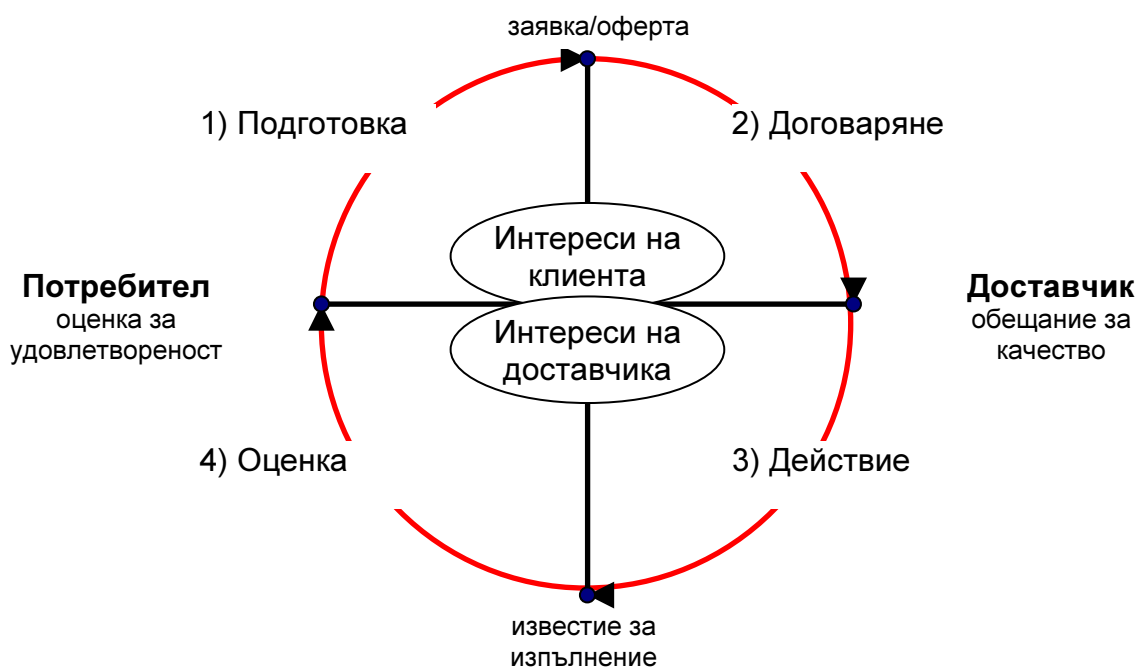 заявка/оферта
1) Подготовка
2) Договаряне
Интереси на
клиента
Потребител
оценка за
удовлетвореност
Доставчик
обещание за
качество
Интереси на
доставчика
4) Оценка
3) Действие
известие за
изпълнение